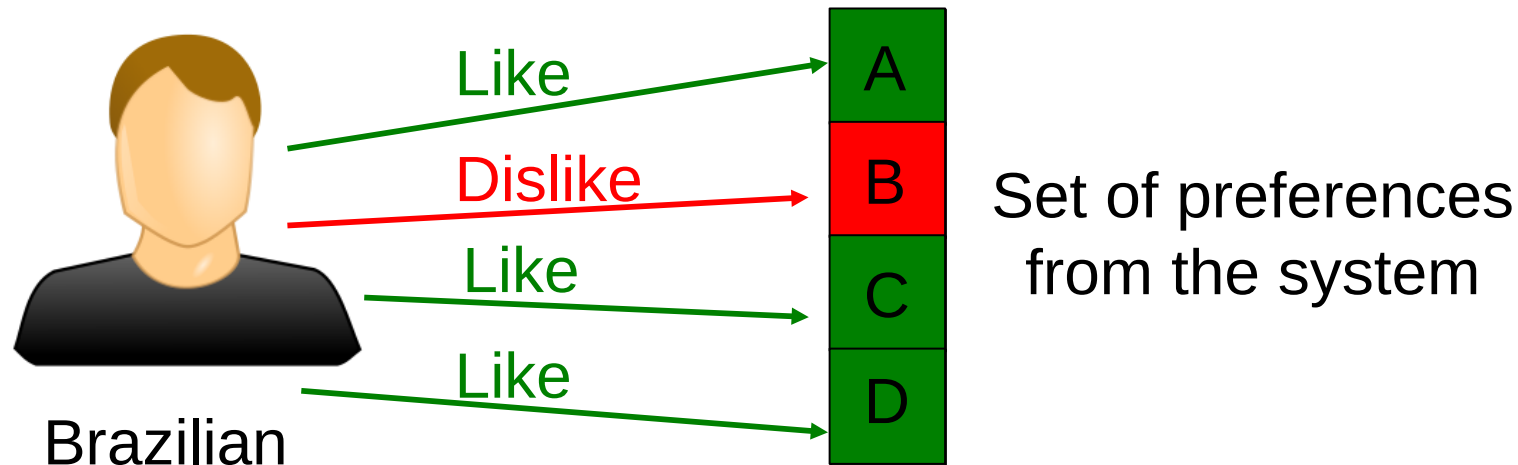 Like
A
Dislike
B
Set of preferences
from the system
Like
C
Like
D
Brazilian